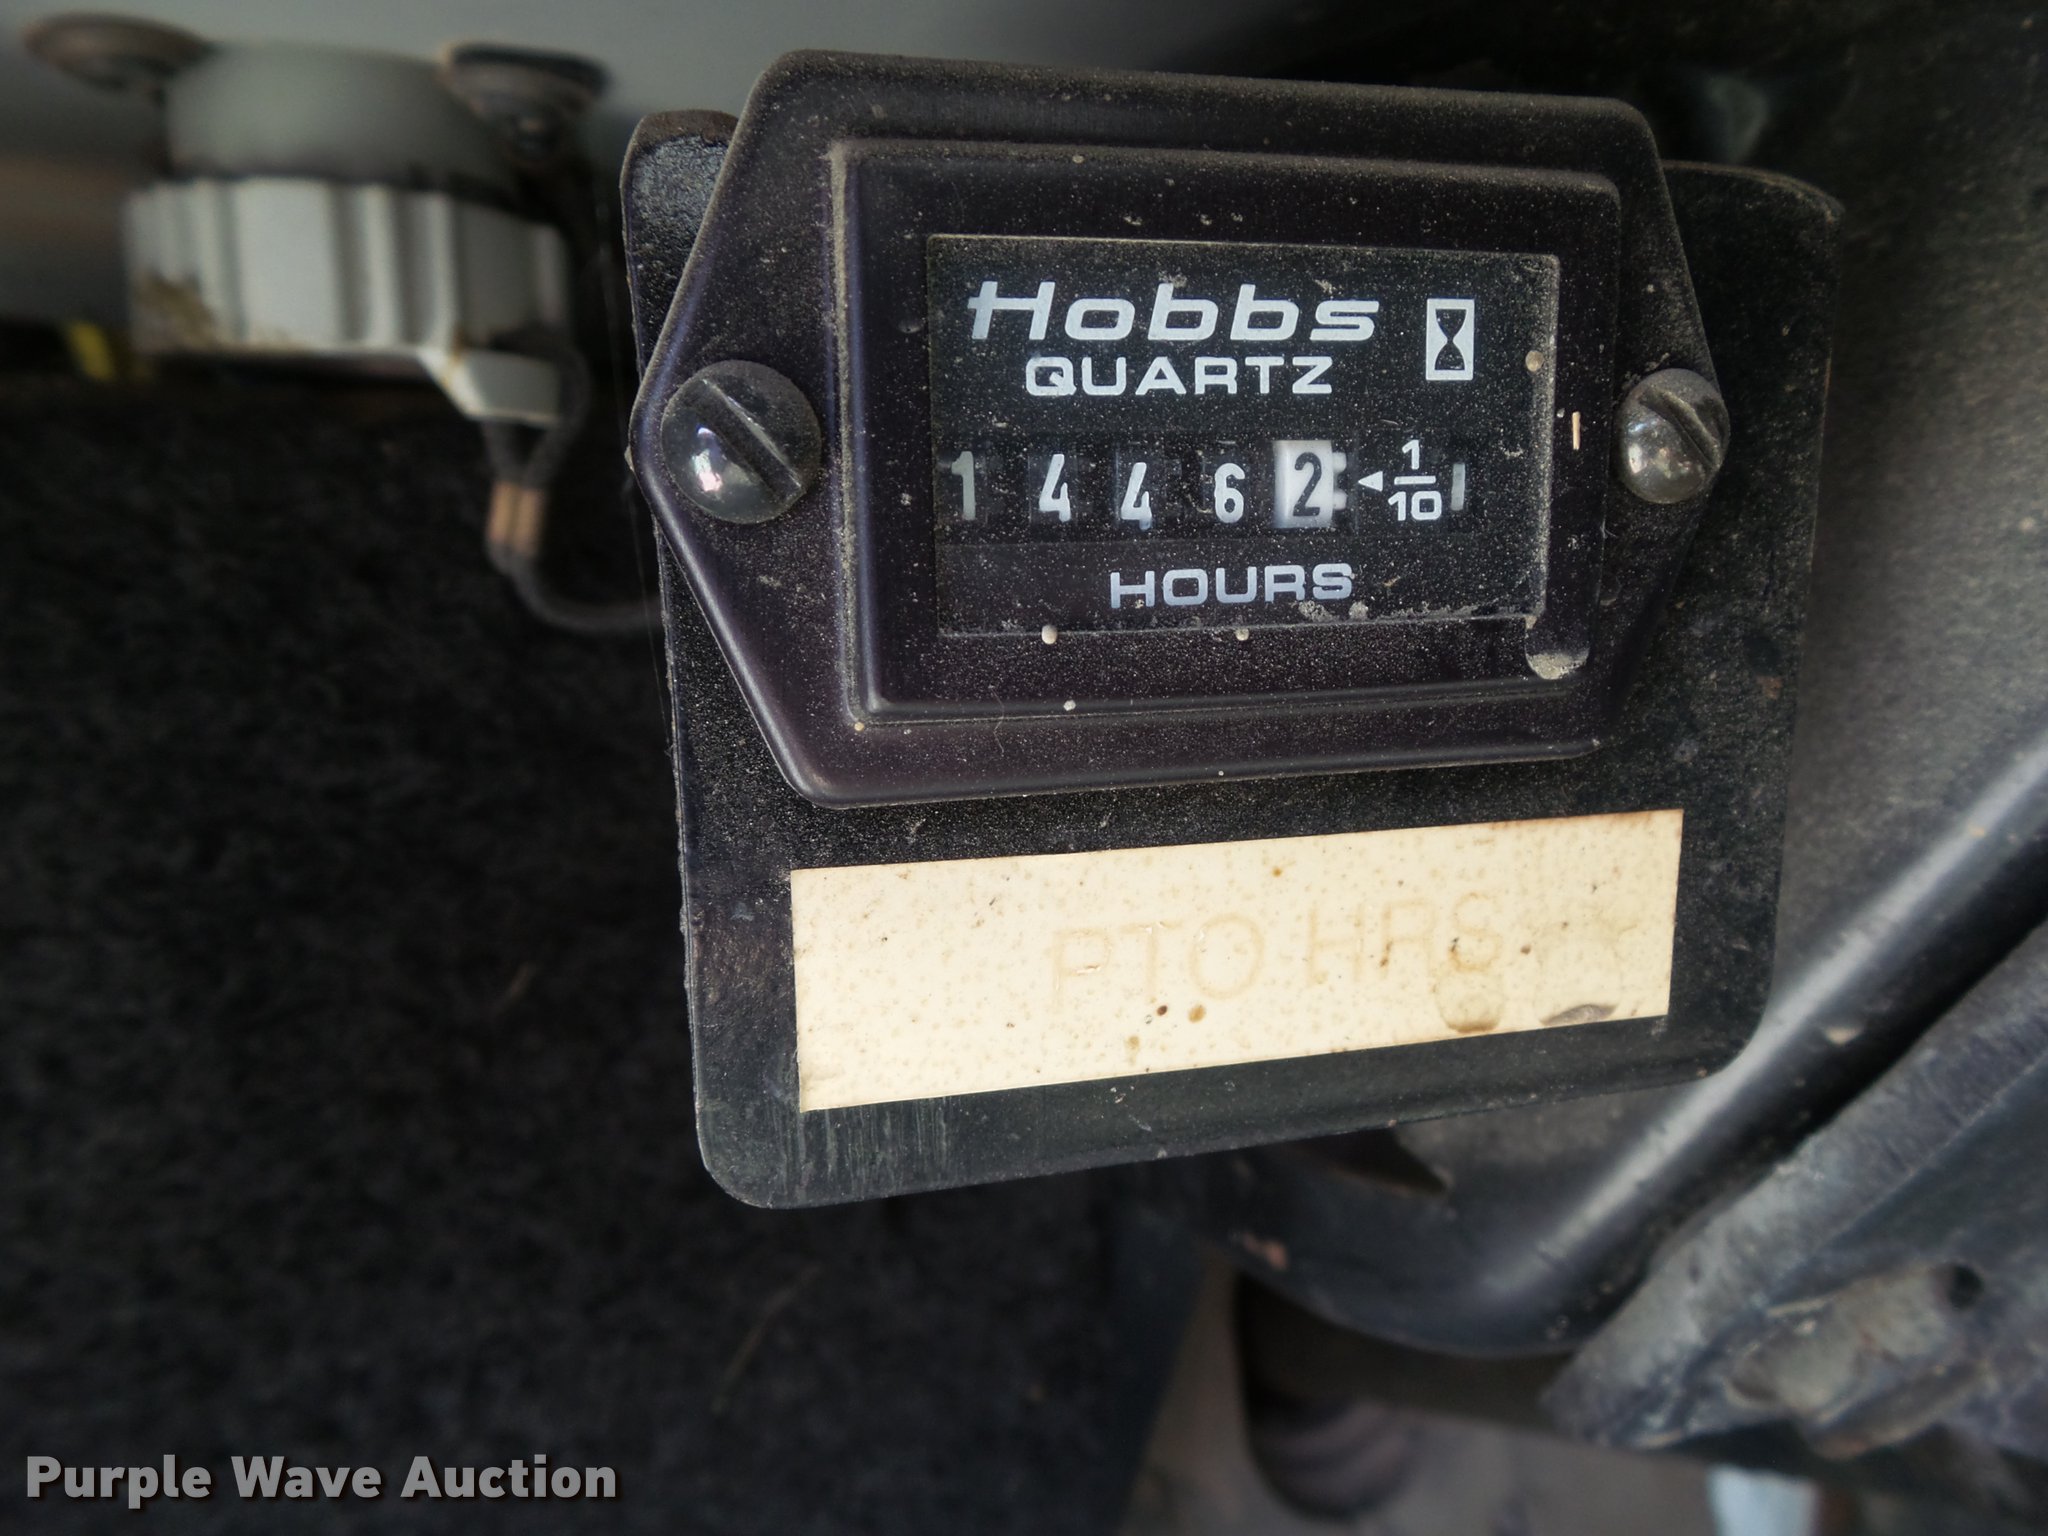 Hobbs
QUARTZ
1 4 4 6 2 ◄ 1/10
HOURS
PTO HRS
Purple Wave Auction